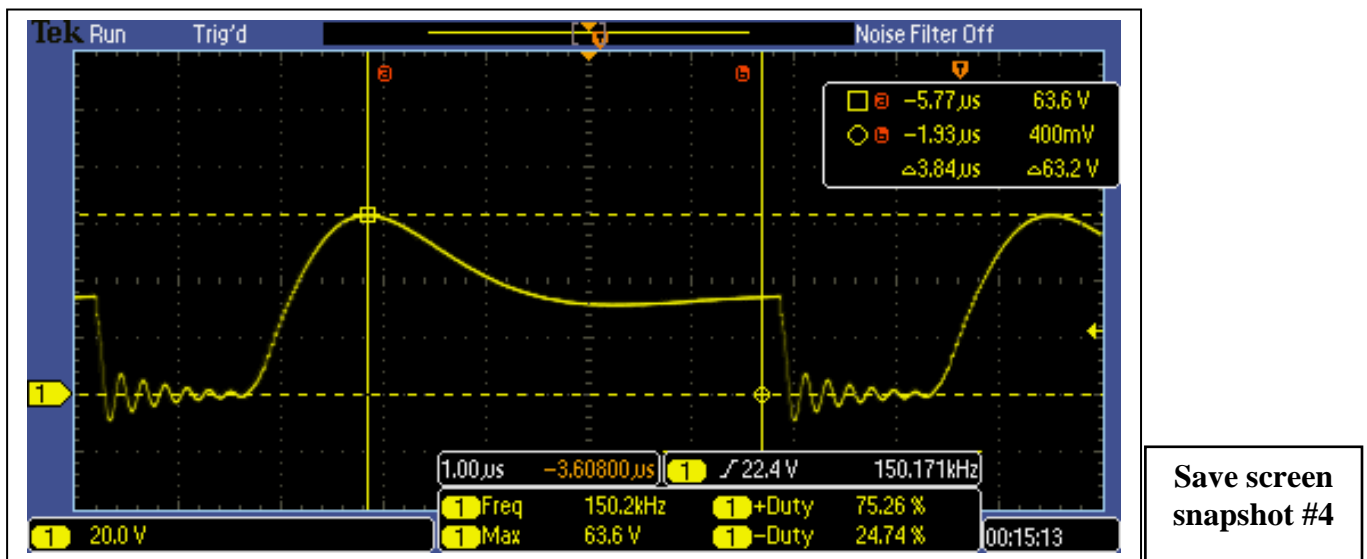 Tek Run Trig'd Noise Filter Off
a b T
a −5.77µs 63.6 V
b −1.93µs 400mV
△3.84µs △63.2 V
1
1.00µs −3.60800µs 1 22.4 V 150.171kHz
1 Freq 150.2kHz 1 +Duty 75.26 %
1 Max 63.6 V 1 −Duty 24.74 %
1 20.0 V 00:15:13
Save screen
snapshot #4